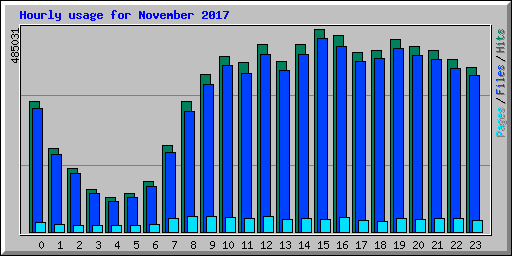 Hourly usage for November 2017
485031
Pages / Files / Hits
0 1 2 3 4 5 6 7 8 9 10 11 12 13 14 15 16 17 18 19 20 21 22 23